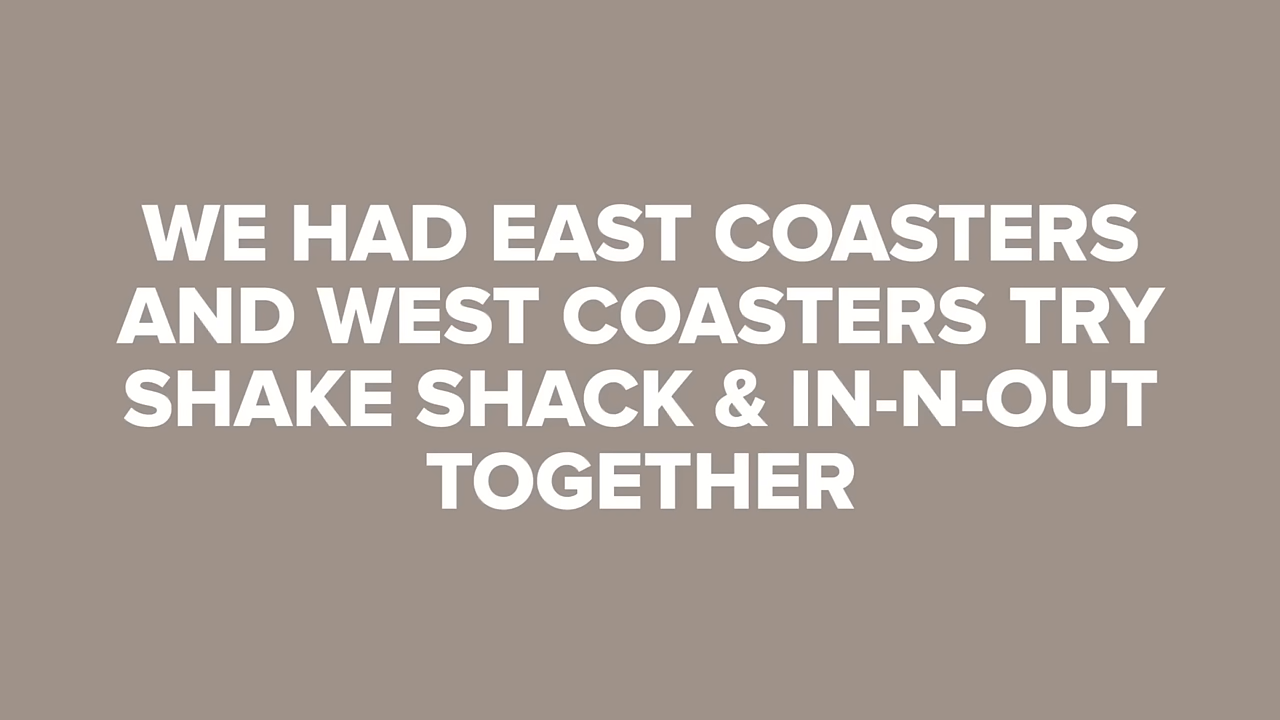 WE HAD EAST COASTERS
AND WEST COASTERS TRY
SHAKE SHACK & IN-N-OUT
TOGETHER